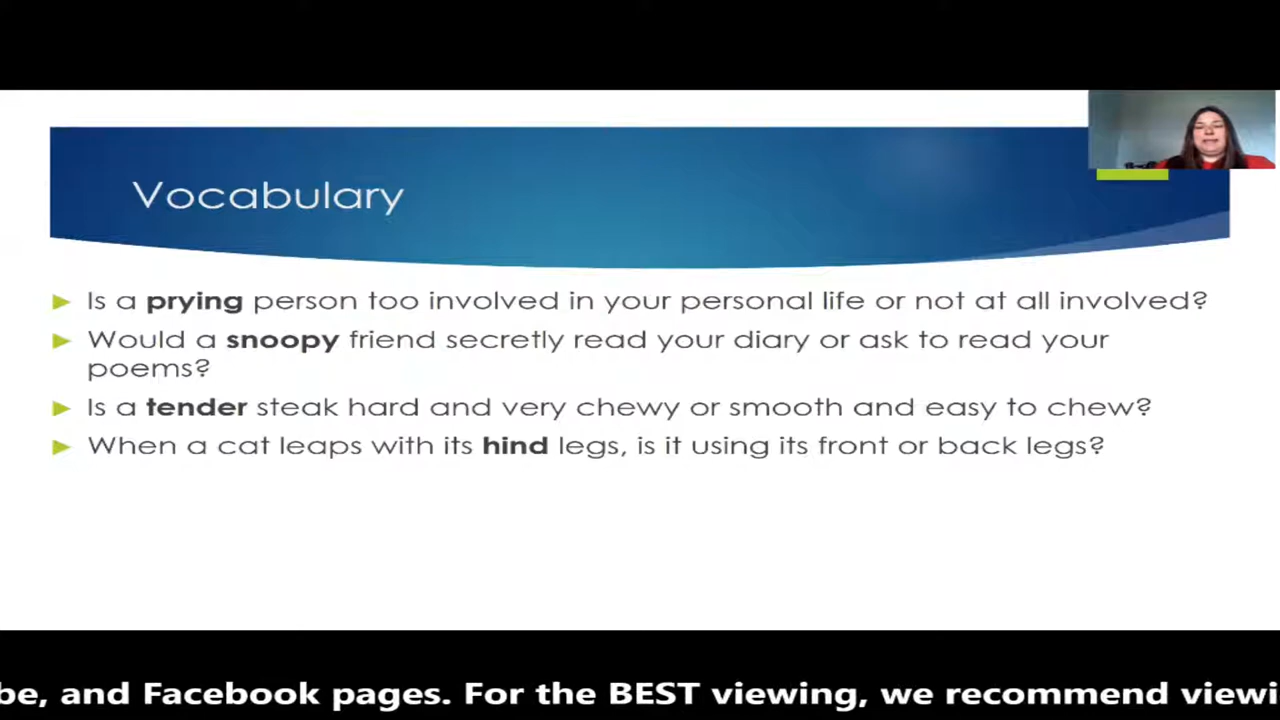 Vocabulary
Is a prying person too involved in your personal life or not at all involved?
Would a snoopy friend secretly read your diary or ask to read your
poems?
Is a tender steak hard and very chewy or smooth and easy to chew?
When a cat leaps with its hind legs, is it using its front or back legs?
be, and Facebook pages. For the BEST viewing, we recommend viewi